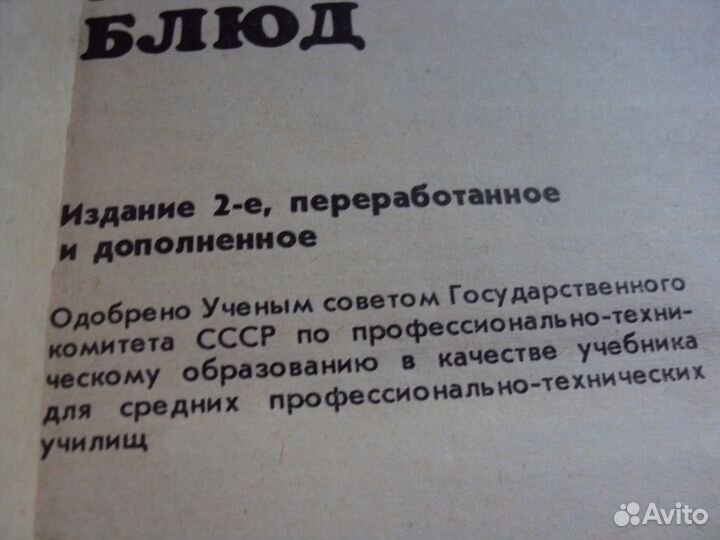 БЛЮД
Издание 2-е, переработанное
и дополненное
Одобрено Ученым советом Государственного
комитета СССР по профессионально-техни-
ческому образованию в качестве учебника
для средних профессионально-технических
училищ
Avito